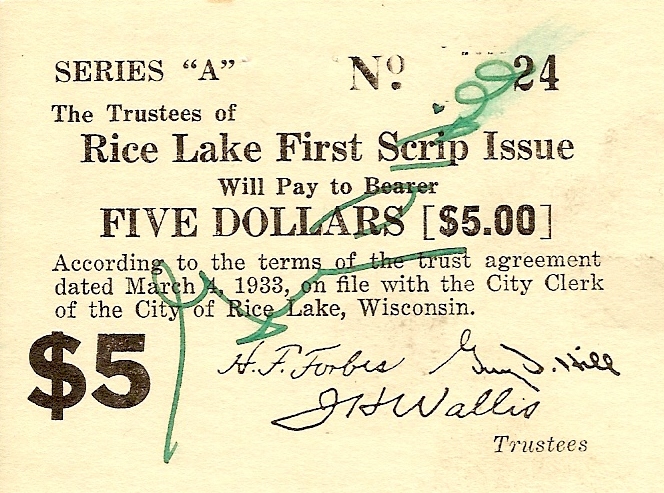 SERIES "A" No. 24
The Trustees of
Rice Lake First Scrip Issue
Will Pay to Bearer
FIVE DOLLARS [$5.00]
According to the terms of the trust agreement
dated March 4, 1933, on file with the City Clerk
of the City of Rice Lake, Wisconsin.
$5
H. F. Forbes
Hill
J H Wallis
Trustees